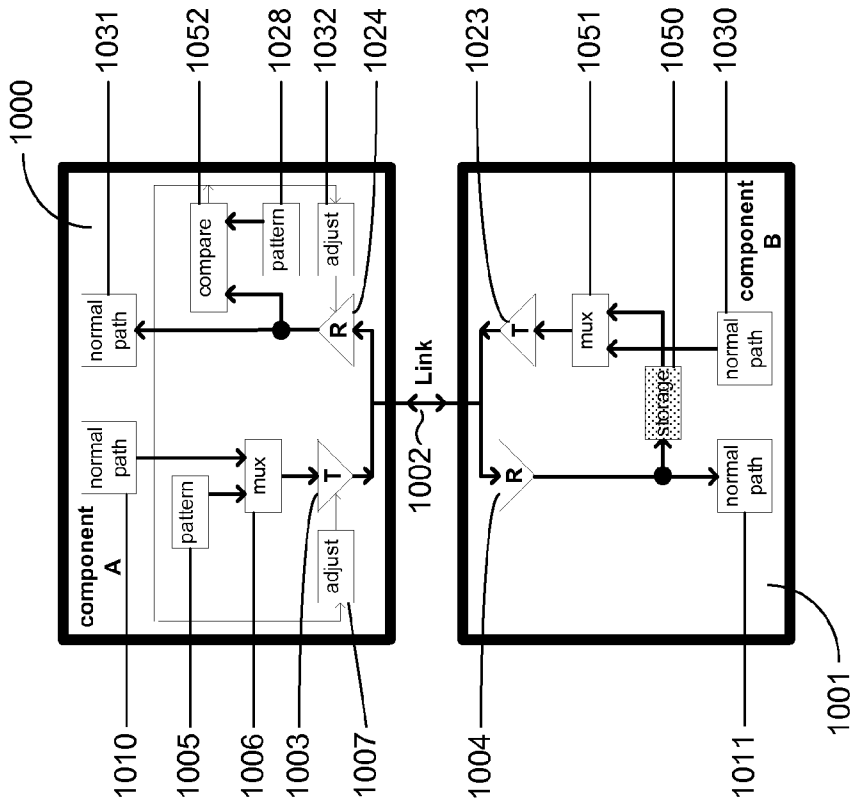 1031
1052
1028
1032
1024
1023
1051
1050
1030
1000
component
A
normal
path
normal
path
pattern
mux
T
adjust
compare
pattern
adjust
R
Link
1002
R
T
mux
storage
normal
path
normal
path
component
B
1001
1010
1005
1006
1003
1007
1004
1011